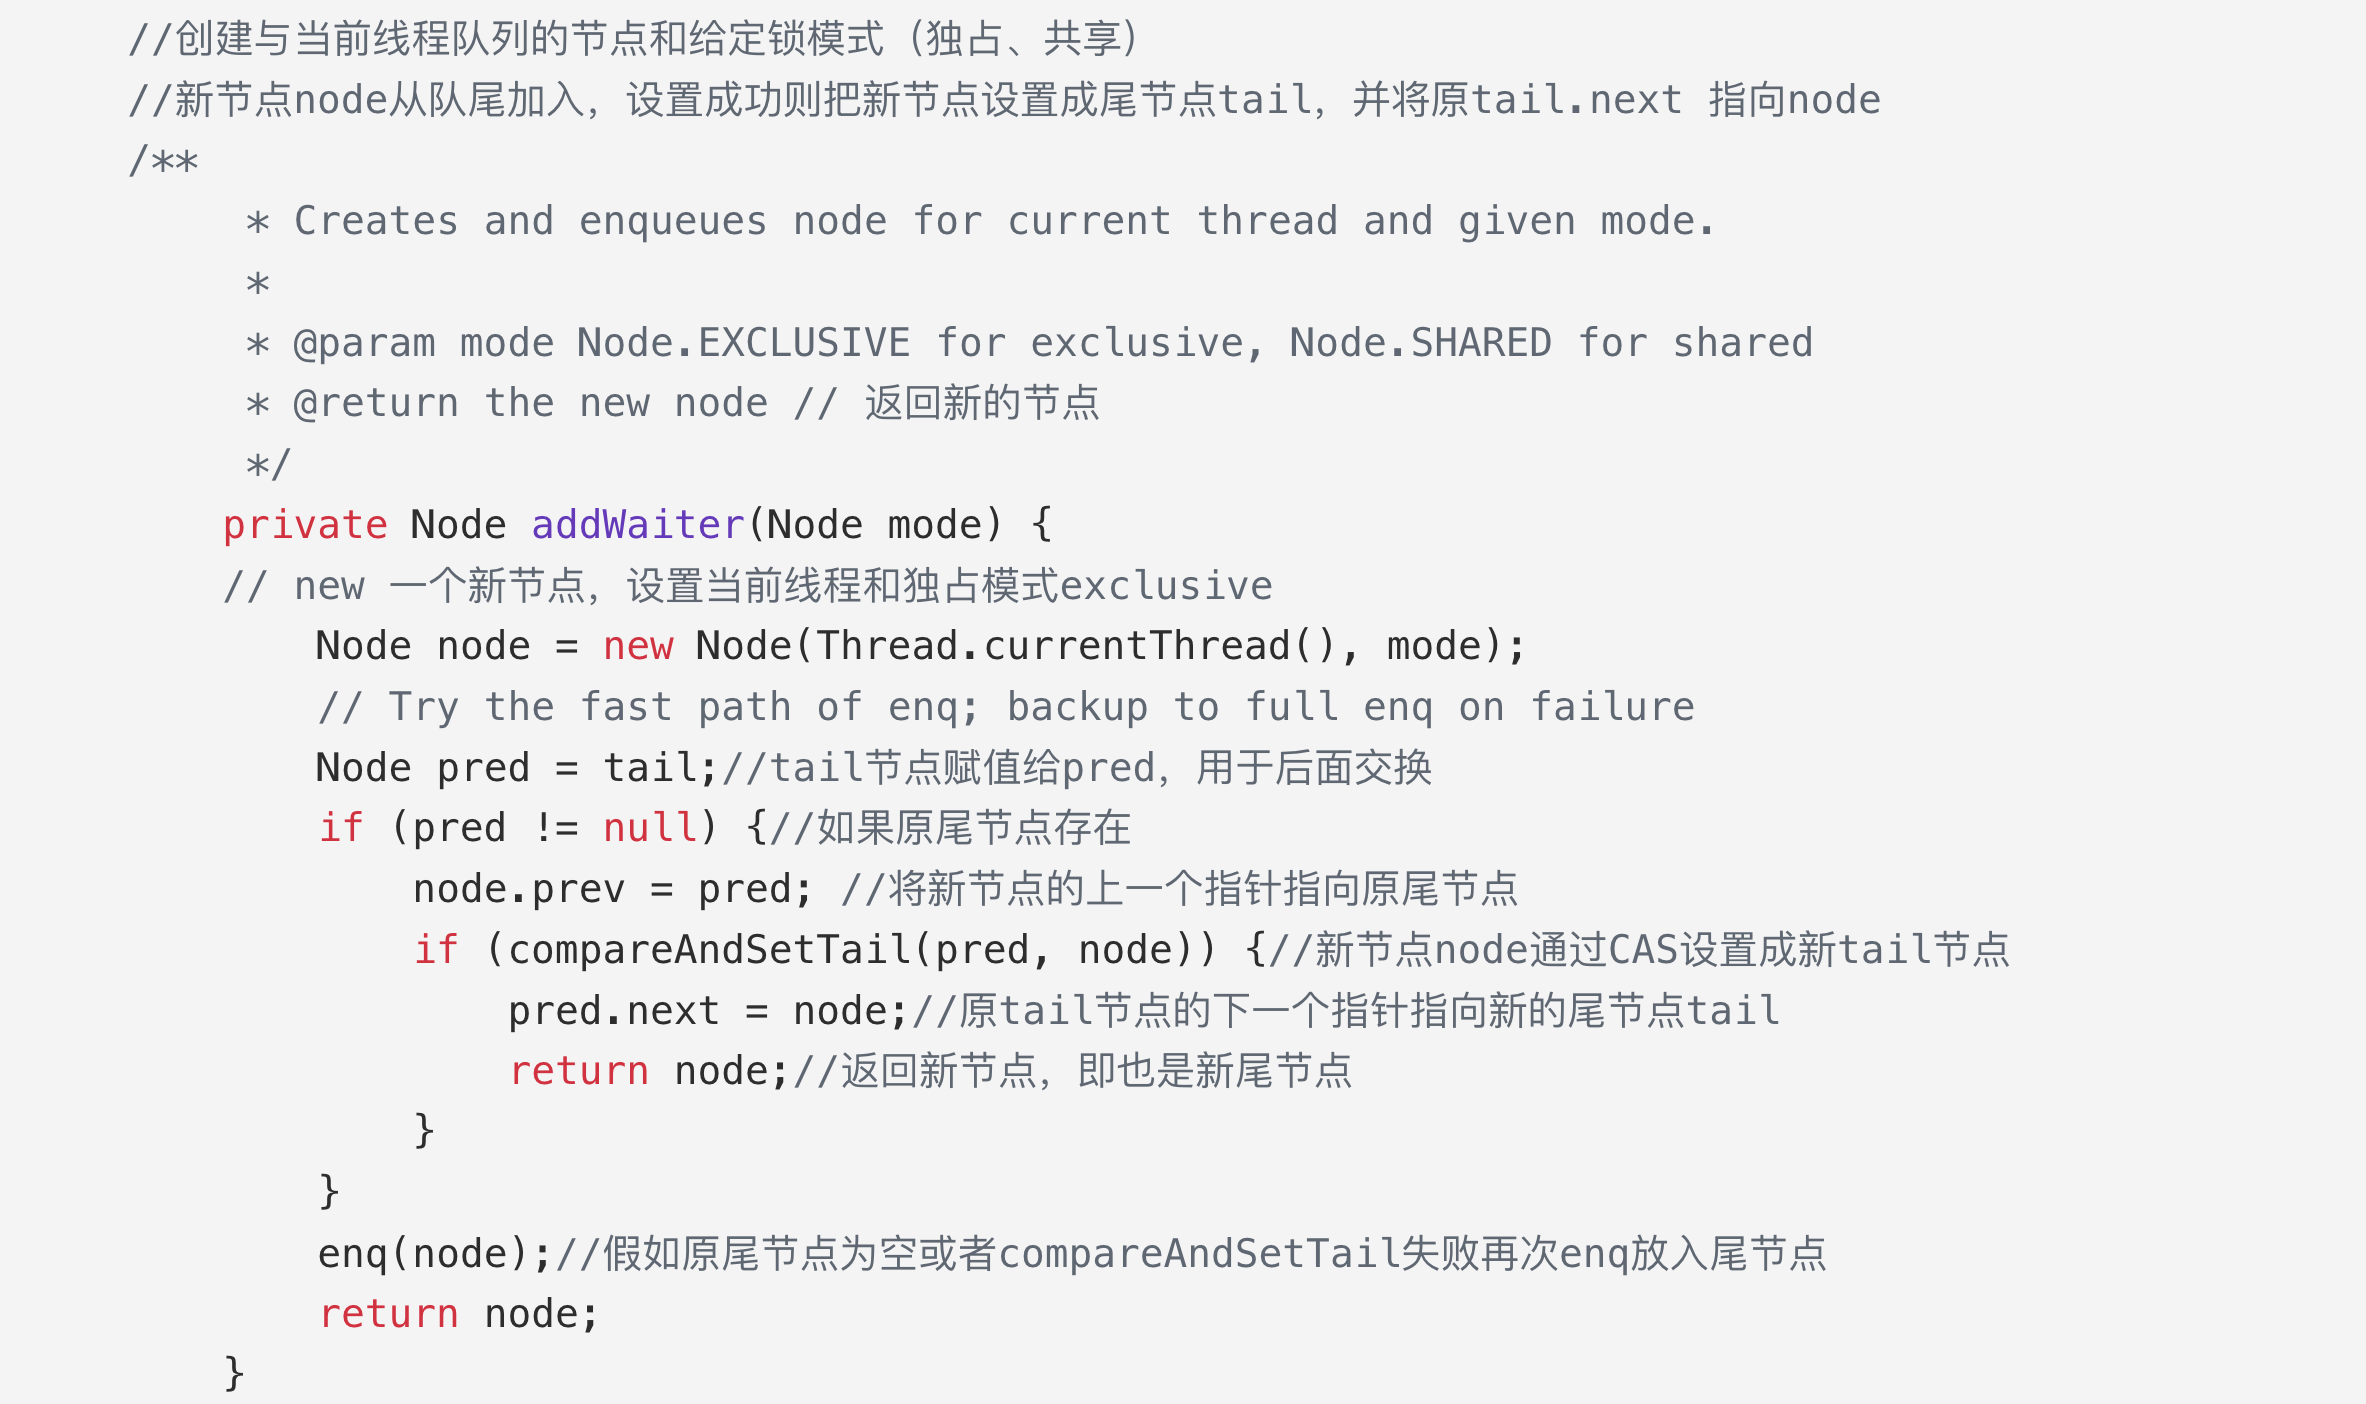 //创建与当前线程队列的节点和给定锁模式（独占、共享）
//新节点node从队尾加入，设置成功则把新节点设置成尾节点tail，并将原tail.next 指向node
/**
     * Creates and enqueues node for current thread and given mode.
     *
     * @param mode Node.EXCLUSIVE for exclusive, Node.SHARED for shared
     * @return the new node // 返回新的节点
     */
    private Node addWaiter(Node mode) {
    // new 一个新节点，设置当前线程和独占模式exclusive
        Node node = new Node(Thread.currentThread(), mode);
        // Try the fast path of enq; backup to full enq on failure
        Node pred = tail;//tail节点赋值给pred，用于后面交换
        if (pred != null) {//如果原尾节点存在
            node.prev = pred; //将新节点的上一个指针指向原尾节点
            if (compareAndSetTail(pred, node)) {//新节点node通过CAS设置成新tail节点
                pred.next = node;//原tail节点的下一个指针指向新的尾节点tail
                return node;//返回新节点，即也是新尾节点
            }
        }
        enq(node);//假如原尾节点为空或者compareAndSetTail失败再次enq放入尾节点
        return node;
    }